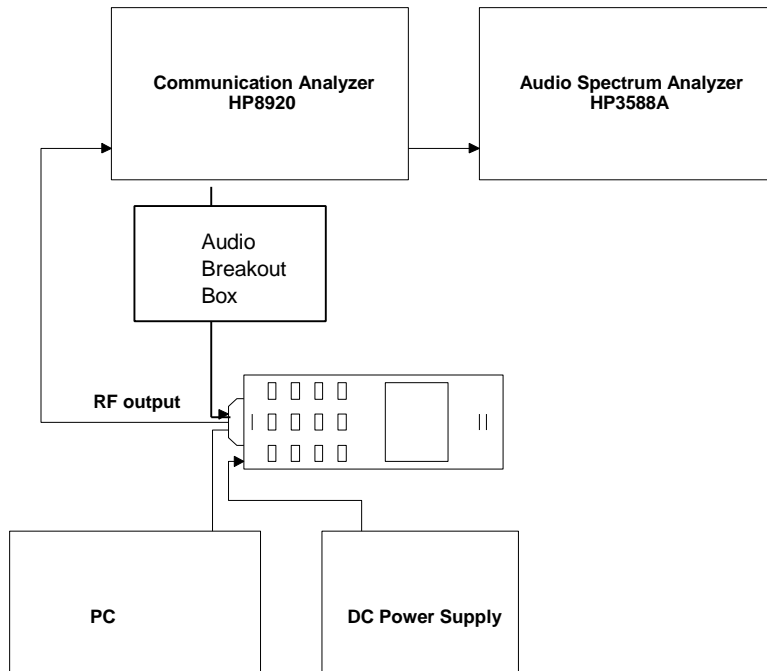 Communication Analyzer
HP8920
Audio Spectrum Analyzer
HP3588A
Audio
Breakout
Box
RF output
PC
DC Power Supply